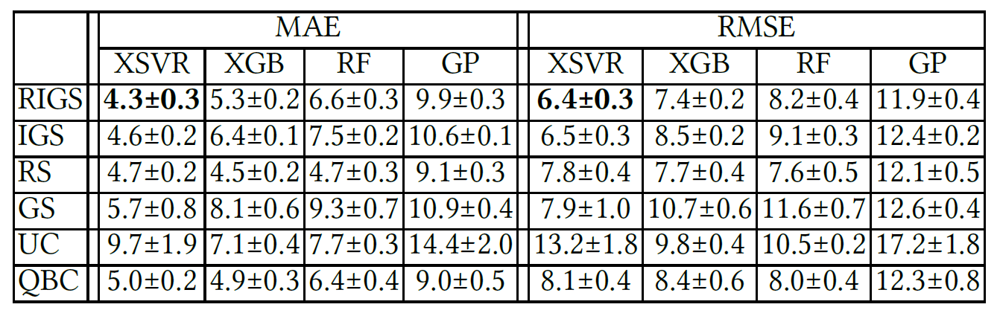 MAE RMSE
XSVR XGB RF GP XSVR XGB RF GP
RIGS 4.3±0.3 5.3±0.2 6.6±0.3 9.9±0.3 6.4±0.3 7.4±0.2 8.2±0.4 11.9±0.4
IGS 4.6±0.2 6.4±0.1 7.5±0.2 10.6±0.1 6.5±0.3 8.5±0.2 9.1±0.3 12.4±0.2
RS 4.7±0.2 4.5±0.2 4.7±0.3 9.1±0.3 7.8±0.4 7.7±0.4 7.6±0.5 12.1±0.5
GS 5.7±0.8 8.1±0.6 9.3±0.7 10.9±0.4 7.9±1.0 10.7±0.6 11.6±0.7 12.6±0.4
UC 9.7±1.9 7.1±0.4 7.7±0.3 14.4±2.0 13.2±1.8 9.8±0.4 10.5±0.2 17.2±1.8
QBC 5.0±0.2 4.9±0.3 6.4±0.4 9.0±0.5 8.1±0.4 8.4±0.6 8.0±0.4 12.3±0.8